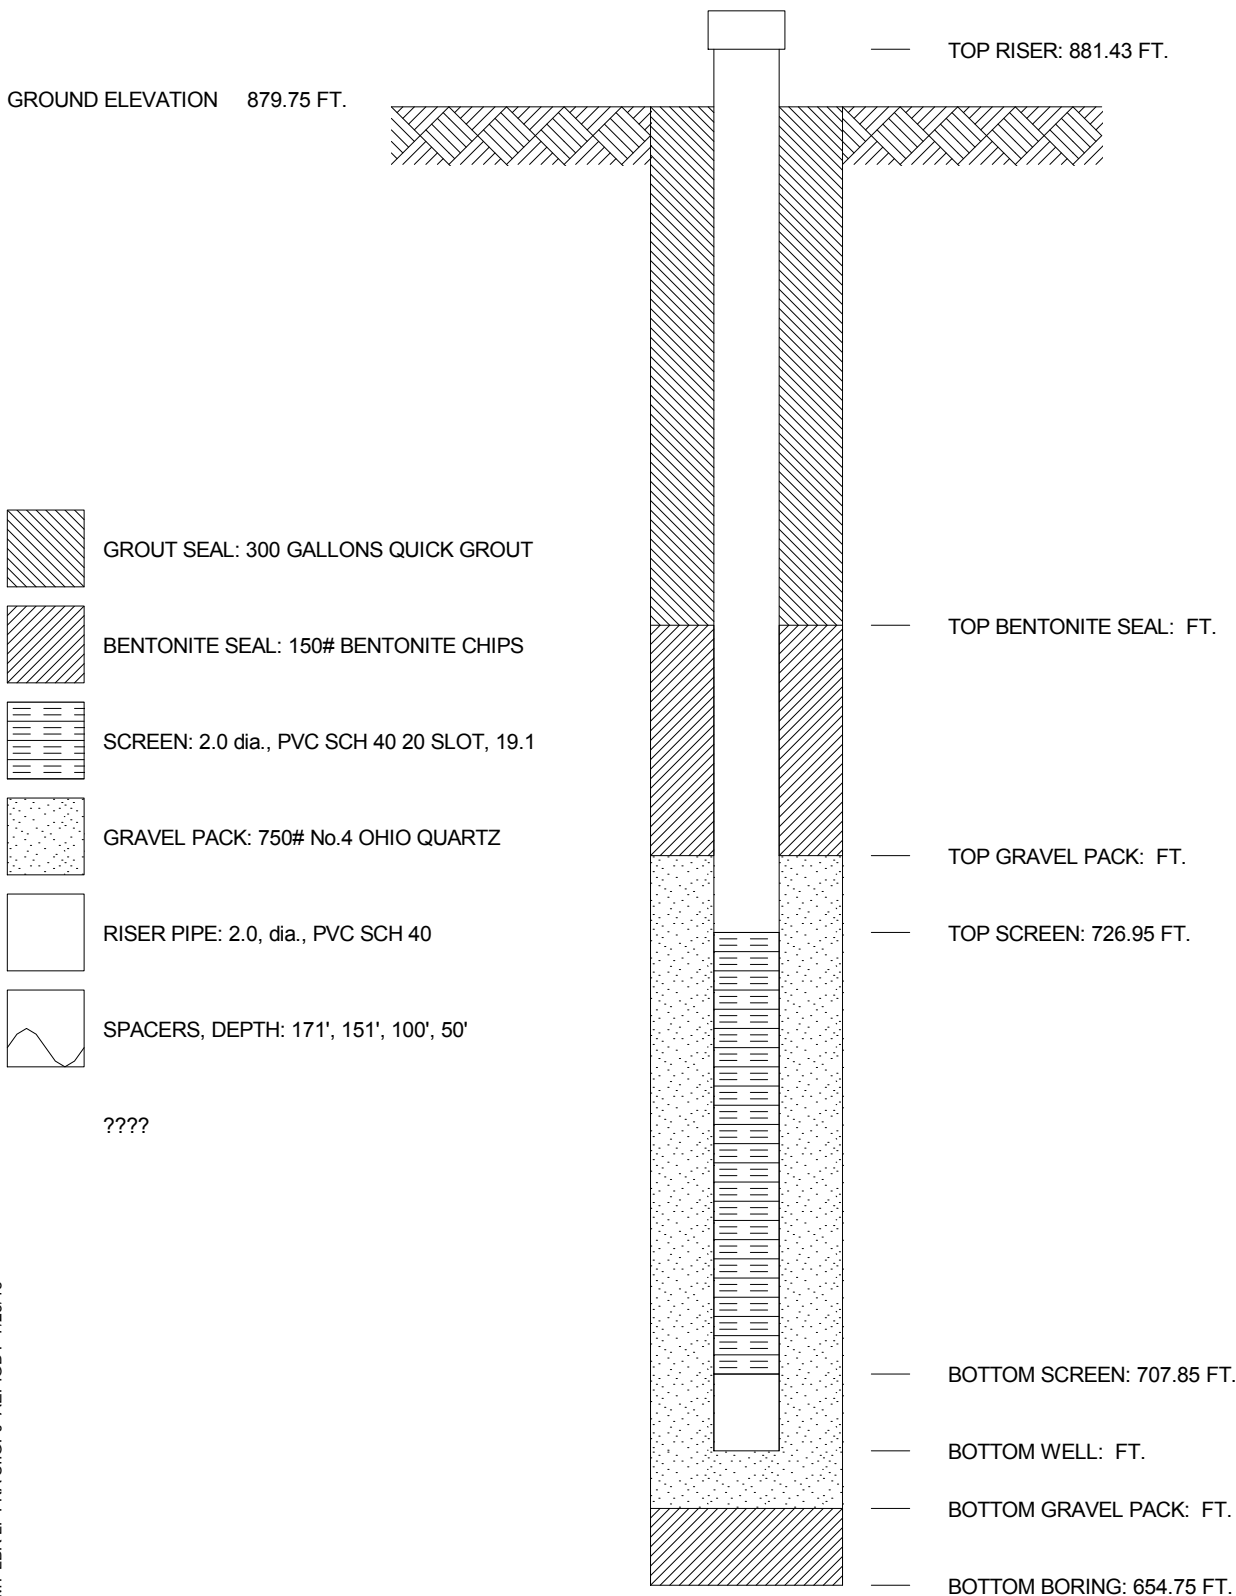 TOP RISER: 881.43 FT.
GROUND ELEVATION 879.75 FT.
GROUT SEAL: 300 GALLONS QUICK GROUT
TOP BENTONITE SEAL: FT.
BENTONITE SEAL: 150# BENTONITE CHIPS
SCREEN: 2.0 dia., PVC SCH 40 20 SLOT, 19.1
GRAVEL PACK: 750# No.4 OHIO QUARTZ
TOP GRAVEL PACK: FT.
RISER PIPE: 2.0, dia., PVC SCH 40
TOP SCREEN: 726.95 FT.
SPACERS, DEPTH: 171', 151', 100', 50'
????
BOTTOM SCREEN: 707.85 FT.
BOTTOM WELL: FT.
BOTTOM GRAVEL PACK: FT.
BOTTOM BORING: 654.75 FT.